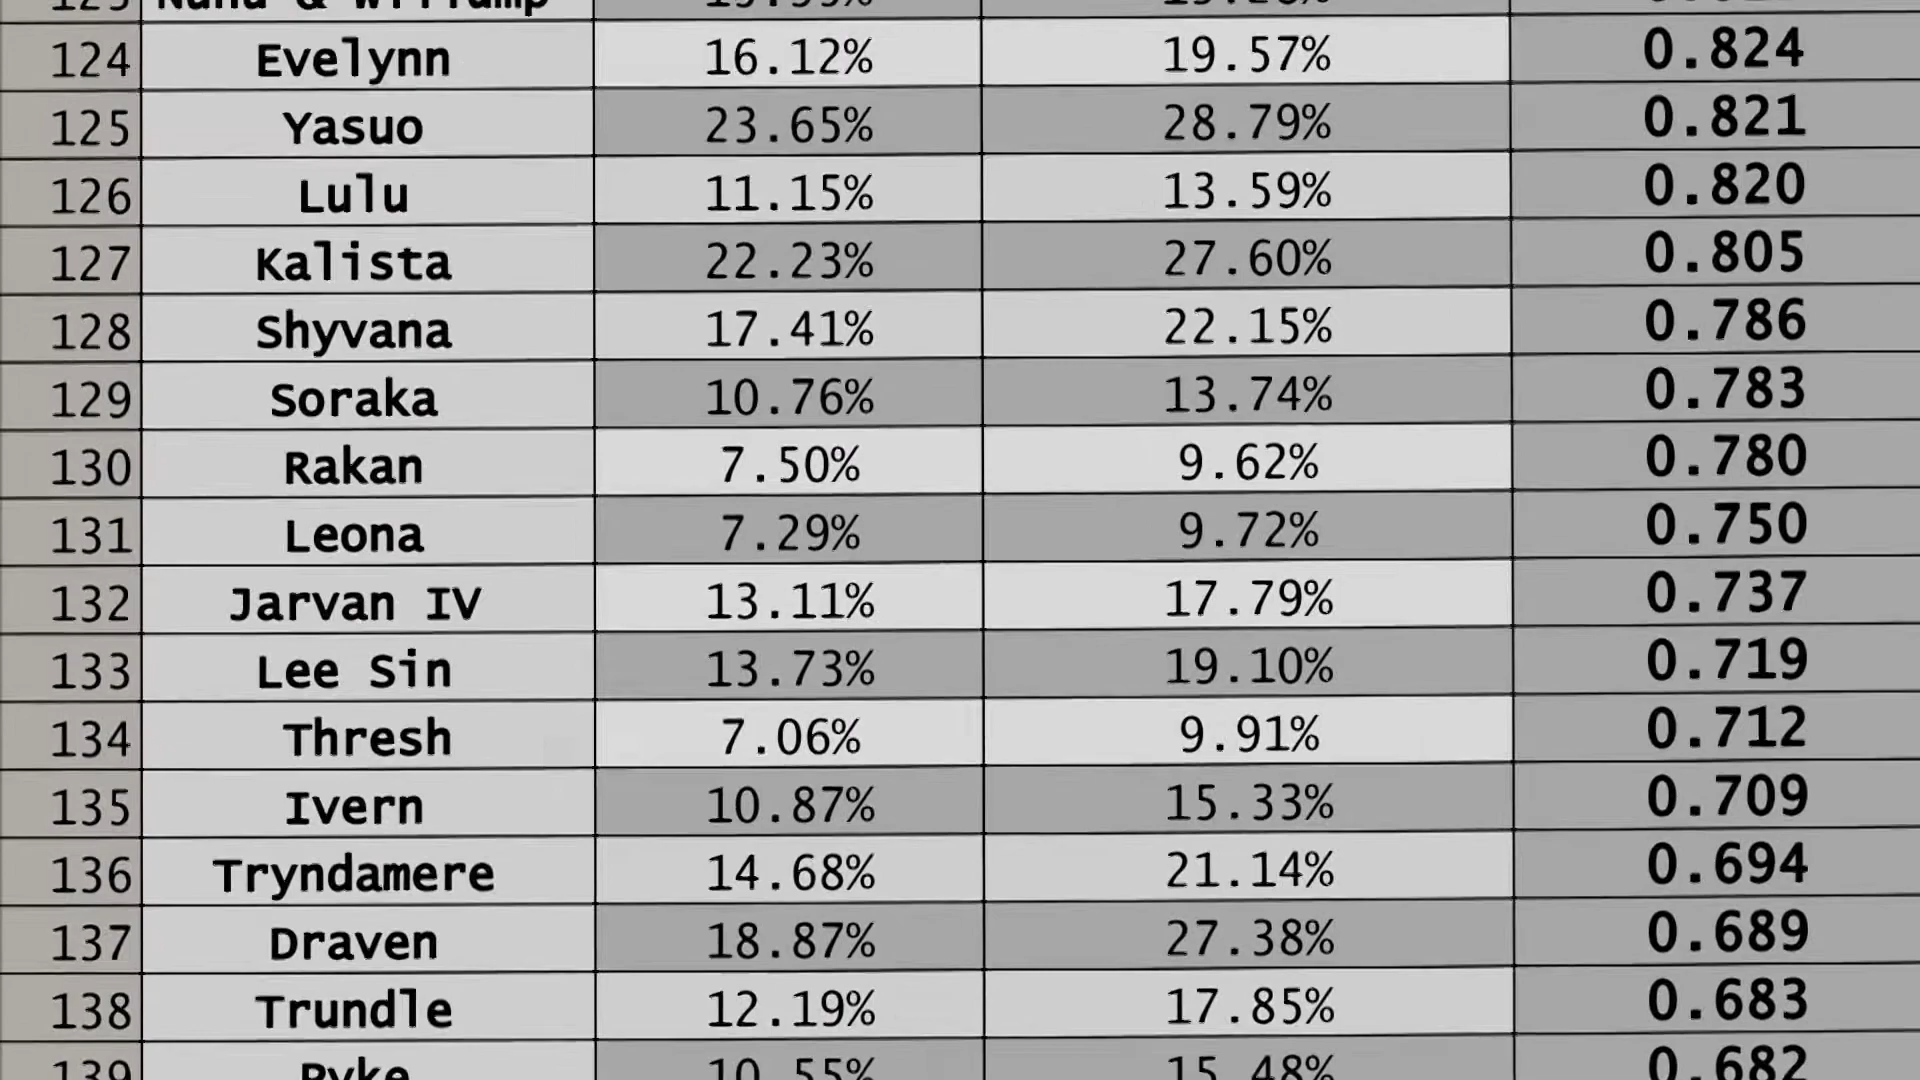 124 Evelynn 16.12% 19.57% 0.824
125 Yasuo 23.65% 28.79% 0.821
126 Lulu 11.15% 13.59% 0.820
127 Kalista 22.23% 27.60% 0.805
128 Shyvana 17.41% 22.15% 0.786
129 Soraka 10.76% 13.74% 0.783
130 Rakan 7.50% 9.62% 0.780
131 Leona 7.29% 9.72% 0.750
132 Jarvan IV 13.11% 17.79% 0.737
133 Lee Sin 13.73% 19.10% 0.719
134 Thresh 7.06% 9.91% 0.712
135 Ivern 10.87% 15.33% 0.709
136 Tryndamere 14.68% 21.14% 0.694
137 Draven 18.87% 27.38% 0.689
138 Trundle 12.19% 17.85% 0.683
139 Pyke 10.55% 15.48% 0.682